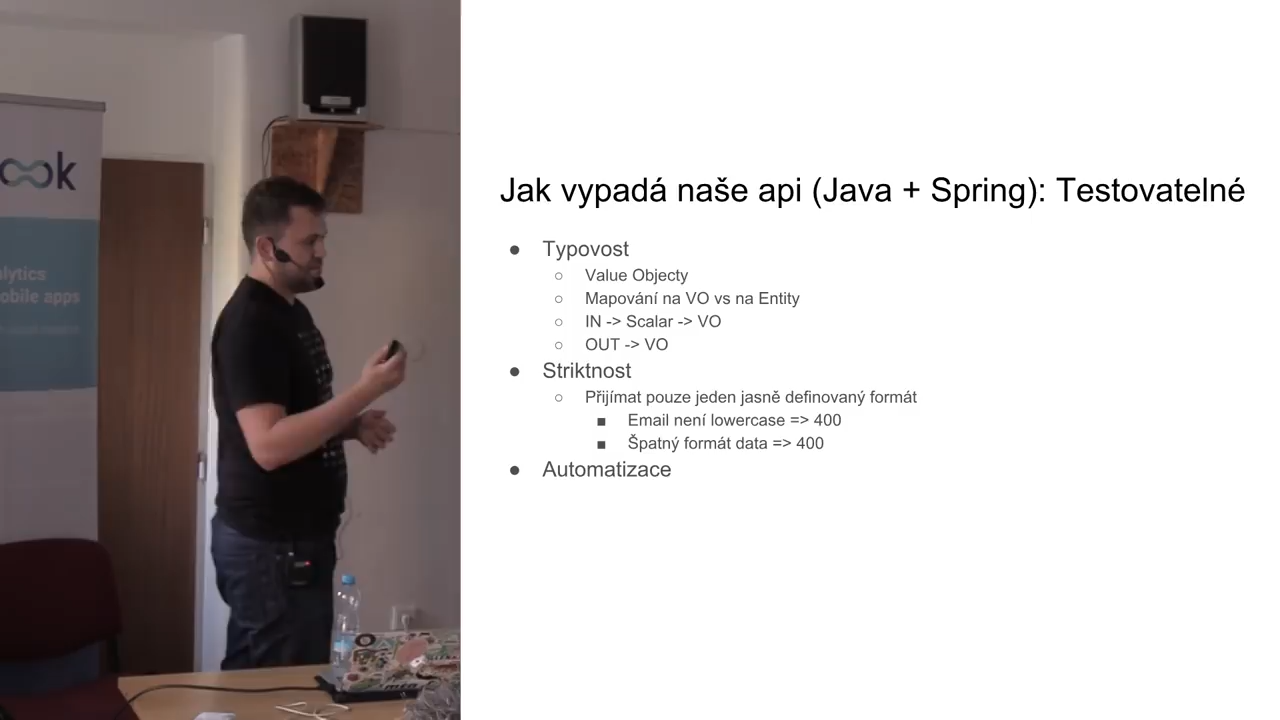 ook
alytics
obile apps
Jak vypadá naše api (Java + Spring): Testovatelné
● Typovost
○ Value Objecty
○ Mapování na VO vs na Entity
○ IN -> Scalar -> VO
○ OUT -> VO
● Striktnost
○ Přijímat pouze jeden jasně definovaný formát
■ Email není lowercase => 400
■ Špatný formát data => 400
● Automatizace